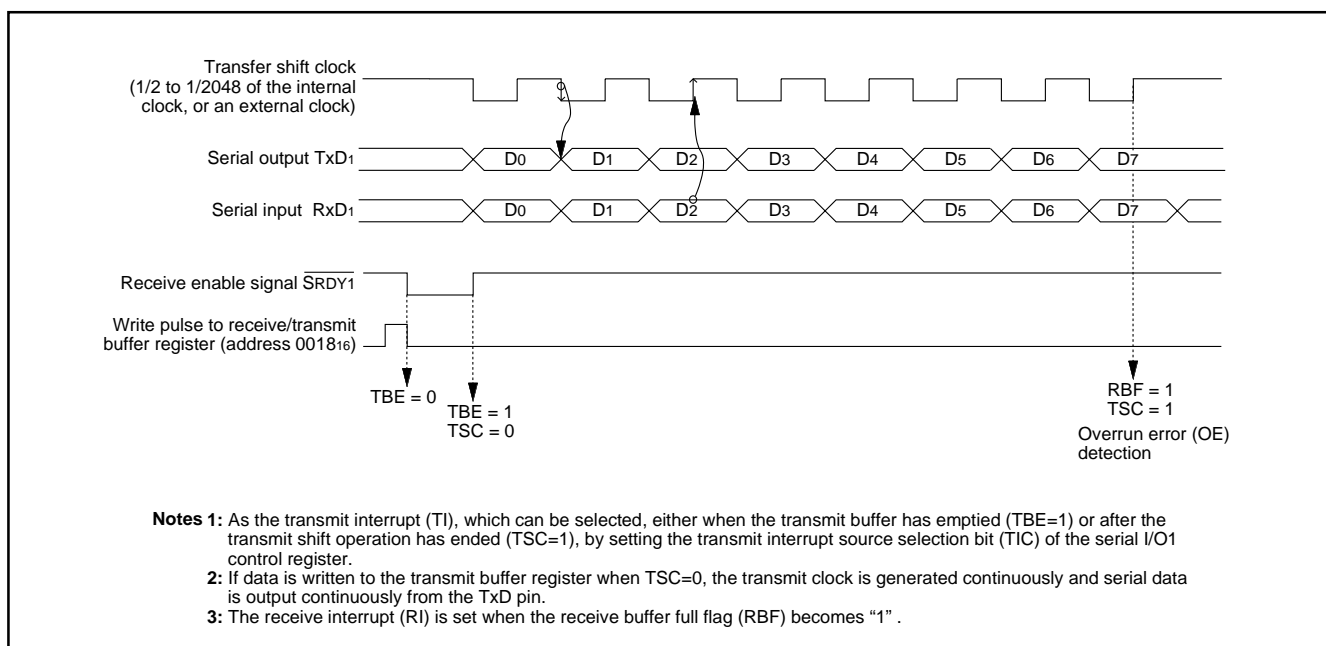 Transfer shift clock
(1/2 to 1/2048 of the internal
clock, or an external clock)
Serial output TxD1
D0 D1 D2 D3 D4 D5 D6 D7
Serial input RxD1
D0 D1 D2 D3 D4 D5 D6 D7
Receive enable signal SRDY1
Write pulse to receive/transmit
buffer register (address 001816)
TBE = 0
TBE = 1
TSC = 0
RBF = 1
TSC = 1
Overrun error (OE)
detection
Notes 1: As the transmit interrupt (TI), which can be selected, either when the transmit buffer has emptied (TBE=1) or after the
transmit shift operation has ended (TSC=1), by setting the transmit interrupt source selection bit (TIC) of the serial I/O1
control register.
2: If data is written to the transmit buffer register when TSC=0, the transmit clock is generated continuously and serial data
is output continuously from the TxD pin.
3: The receive interrupt (RI) is set when the receive buffer full flag (RBF) becomes “1” .